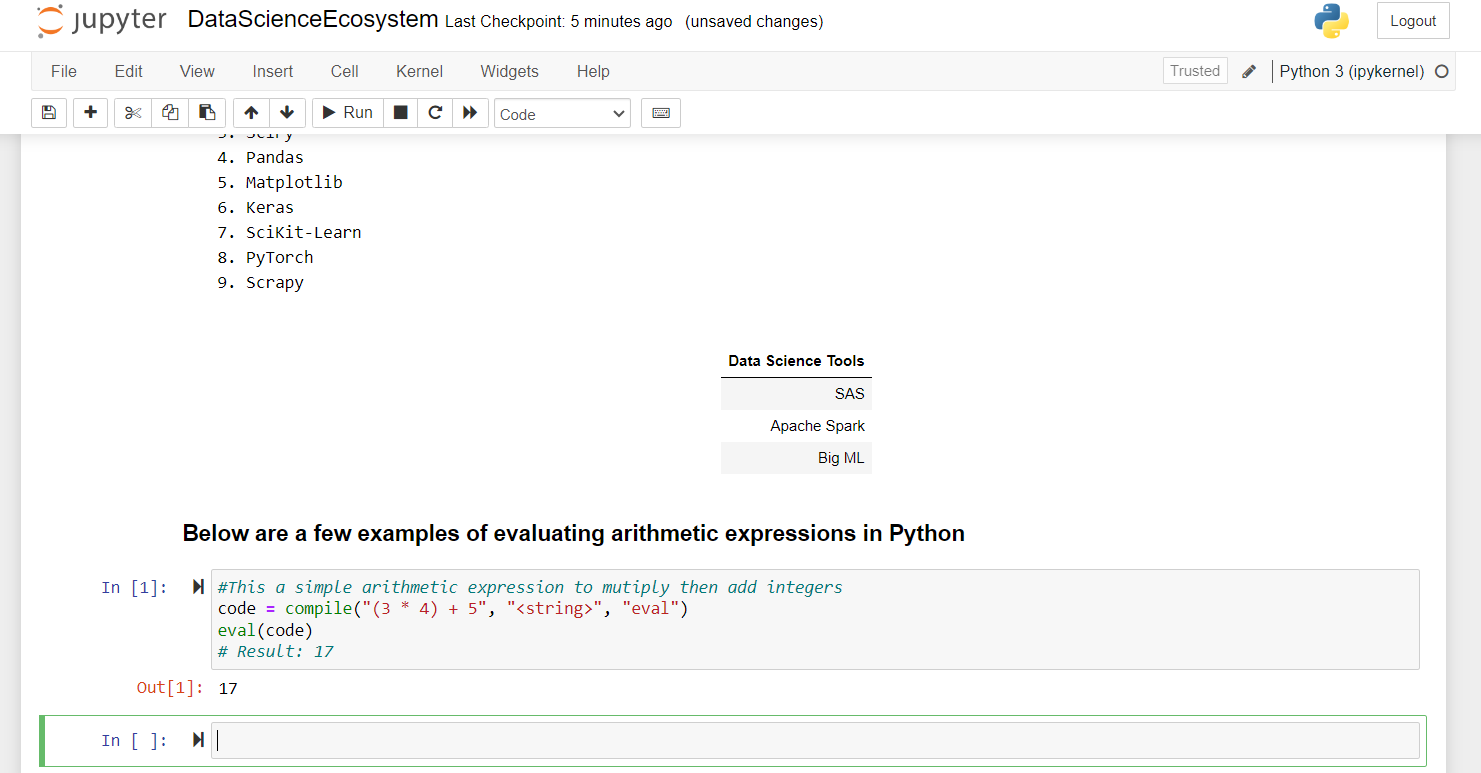 jupyter DataScienceEcosystem Last Checkpoint: 5 minutes ago (unsaved changes) Logout
File Edit View Insert Cell Kernel Widgets Help Trusted Python 3 (ipykernel)
Run Code
3. SciPy
4. Pandas
5. Matplotlib
6. Keras
7. SciKit-Learn
8. PyTorch
9. Scrapy
Data Science Tools
SAS
Apache Spark
Big ML
Below are a few examples of evaluating arithmetic expressions in Python
In [1]: #This a simple arithmetic expression to mutiply then add integers
code = compile("(3 * 4) + 5", "<string>", "eval")
eval(code)
# Result: 17
Out[1]: 17
In [ ]: